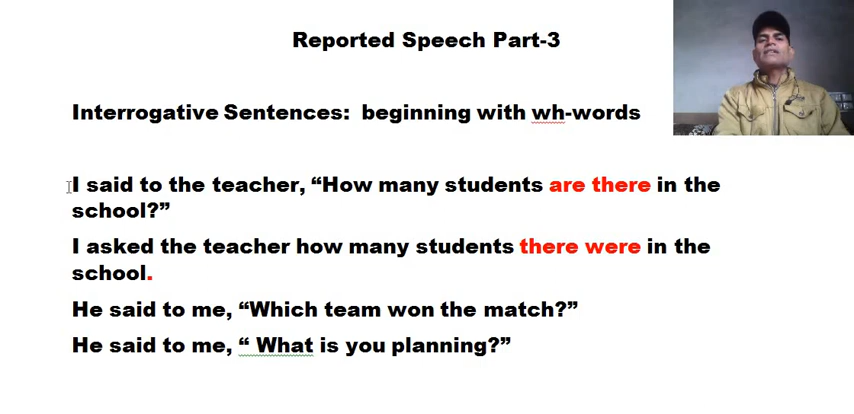 Reported Speech Part-3
Interrogative Sentences:  beginning with wh-words
I said to the teacher, “How many students are there in the
school?”
I asked the teacher how many students there were in the
school.
He said to me, “Which team won the match?”
He said to me, “ What is you planning?”